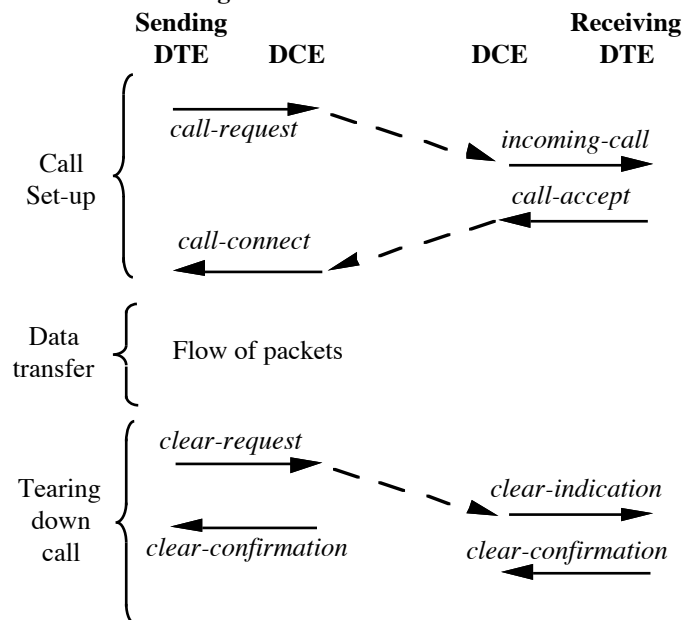 Sending Receiving
DTE DCE DCE DTE
call-request
incoming-call
Call
Set-up
call-accept
call-connect
Data
transfer
Flow of packets
clear-request
Tearing
down
call
clear-indication
clear-confirmation clear-confirmation